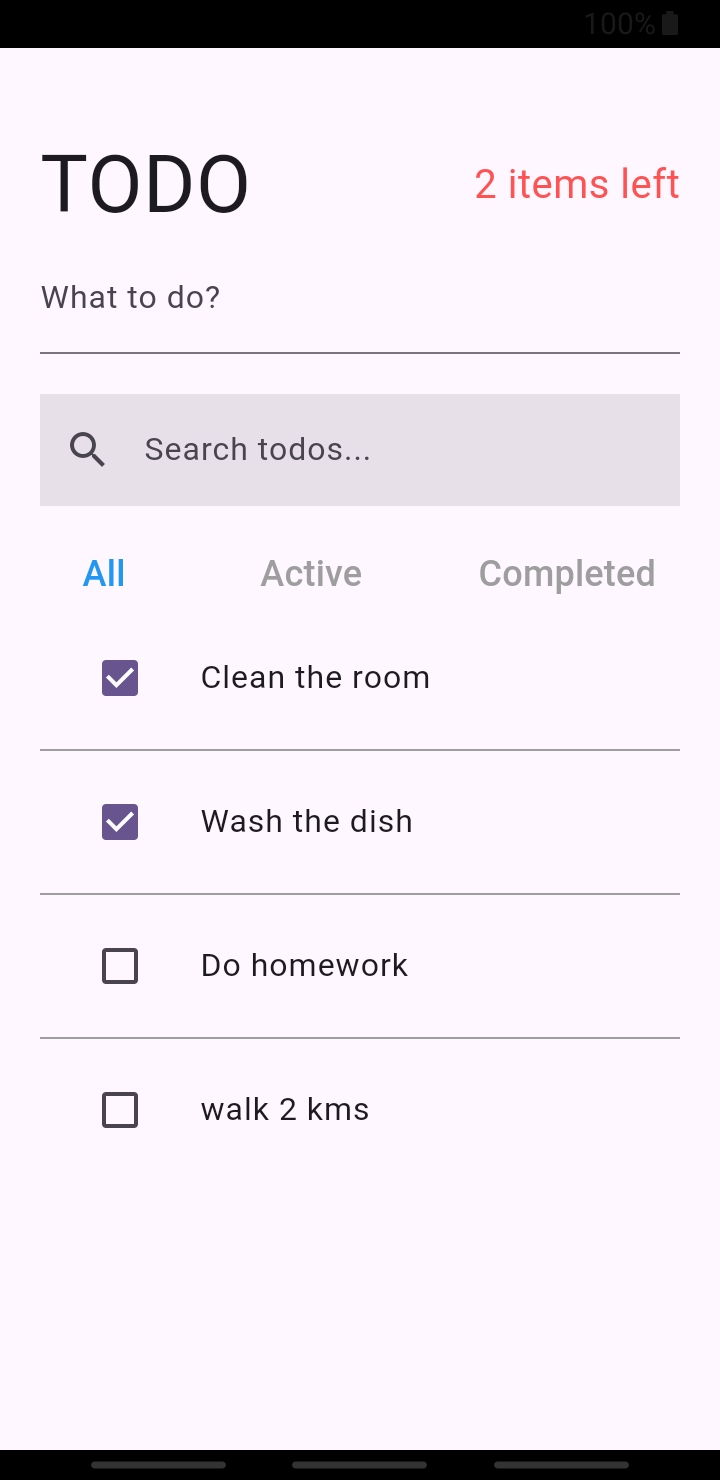 100%
TODO
2 items left
What to do?
Search todos...
All Active Completed
Clean the room
Wash the dish
Do homework
walk 2 kms